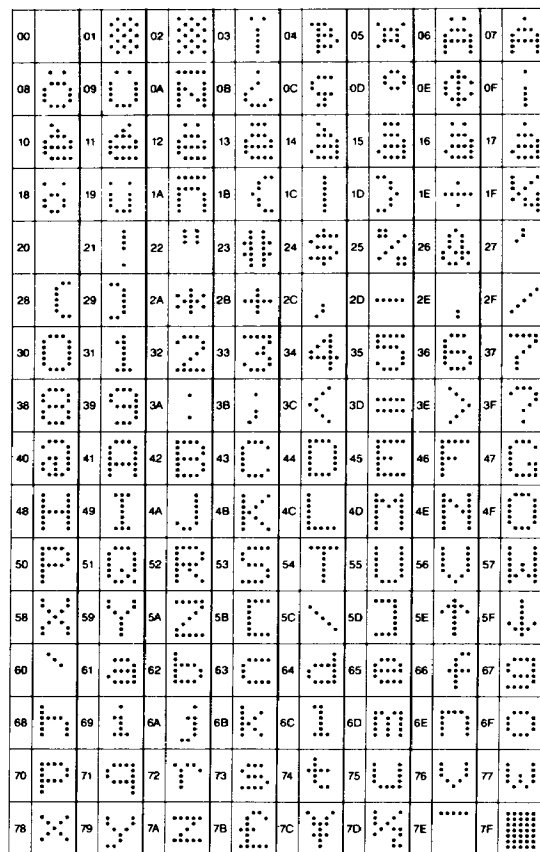 00 01 02 03 04 05 ¤ 06 Ä 07 Å
08 Ö 09 Ü 0A Ñ 0B ¿ 0C 0D ° 0E Φ 0F ¡
10 11 12 13 14 15 16 17
18 ö 19 ü 1A ñ 1B 1C 1D 1E ÷ 1F
20 21 ! 22 " 23 # 24 $ 25 % 26 & 27 '
28 ( 29 ) 2A * 2B + 2C , 2D - 2E . 2F /
30 0 31 1 32 2 33 3 34 4 35 5 36 6 37 7
38 8 39 9 3A : 3B ; 3C < 3D = 3E > 3F ?
40 @ 41 A 42 B 43 C 44 D 45 E 46 F 47 G
48 H 49 I 4A J 4B K 4C L 4D M 4E N 4F O
50 P 51 Q 52 R 53 S 54 T 55 U 56 V 57 W
58 X 59 Y 5A Z 5B [ 5C \ 5D ] 5E ↑ 5F ↓
60 ` 61 a 62 b 63 c 64 d 65 e 66 f 67 g
68 h 69 i 6A j 6B k 6C l 6D m 6E n 6F o
70 p 71 q 72 r 73 s 74 t 75 u 76 v 77 w
78 x 79 y 7A z 7B £ 7C ¥ 7D 7E ‾ 7F